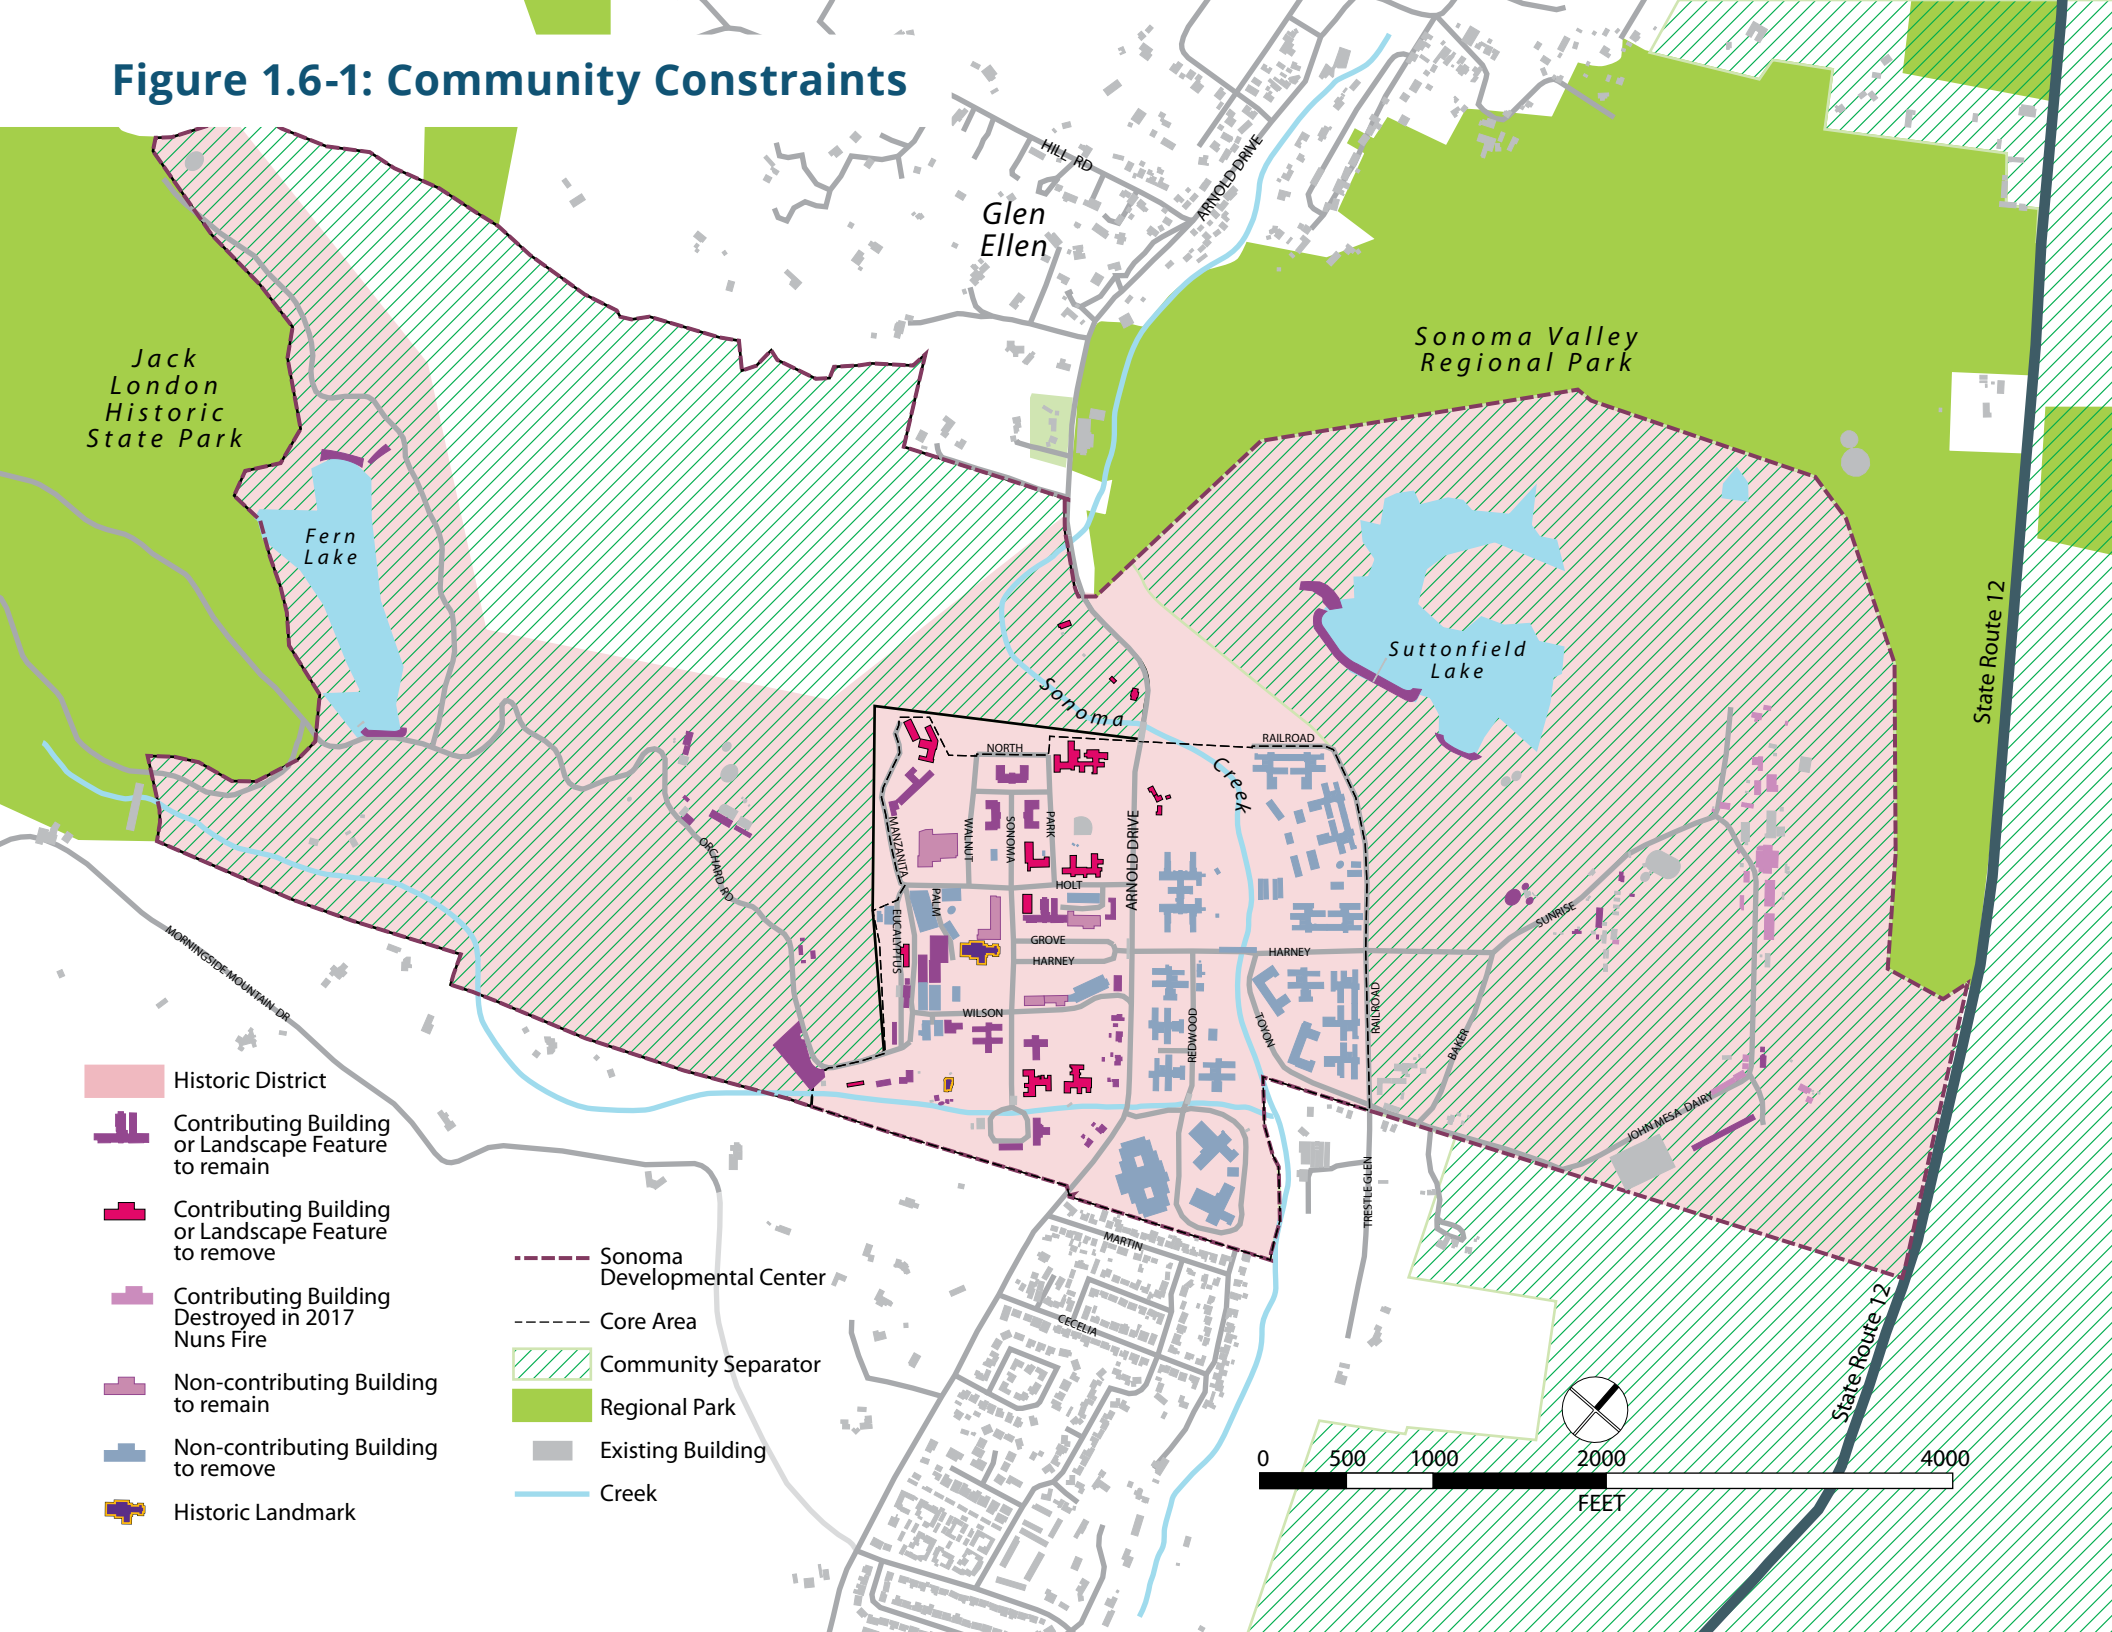 Figure 1.6-1: Community Constraints
HILL RD
ARNOLD DRIVE
Glen
Ellen
Sonoma Valley
Regional Park
Jack
London
Historic
State Park
Fern
Lake
Suttonfield
Lake
State Route 12
Sonoma
Creek
RAILROAD
NORTH
MANZANITA
WALNUT
SONOMA
PARK
ARNOLD DRIVE
ORCHARD RD
HOLT
PALM
EUCALYPTUS
GROVE
HARNEY
HARNEY
SUNRISE
WILSON
REDWOOD
TOYON
RAILROAD
BAKER
MORNINGSIDE MOUNTAIN DR
JOHN MESA DAIRY
TRESTLE GLEN
MARTIN
CECELIA
State Route 12
Historic District
Contributing Building
or Landscape Feature
to remain
Contributing Building
or Landscape Feature
to remove
Contributing Building
Destroyed in 2017
Nuns Fire
Non-contributing Building
to remain
Non-contributing Building
to remove
Historic Landmark
Sonoma
Developmental Center
Core Area
Community Separator
Regional Park
Existing Building
Creek
0 500 1000 2000 4000
FEET